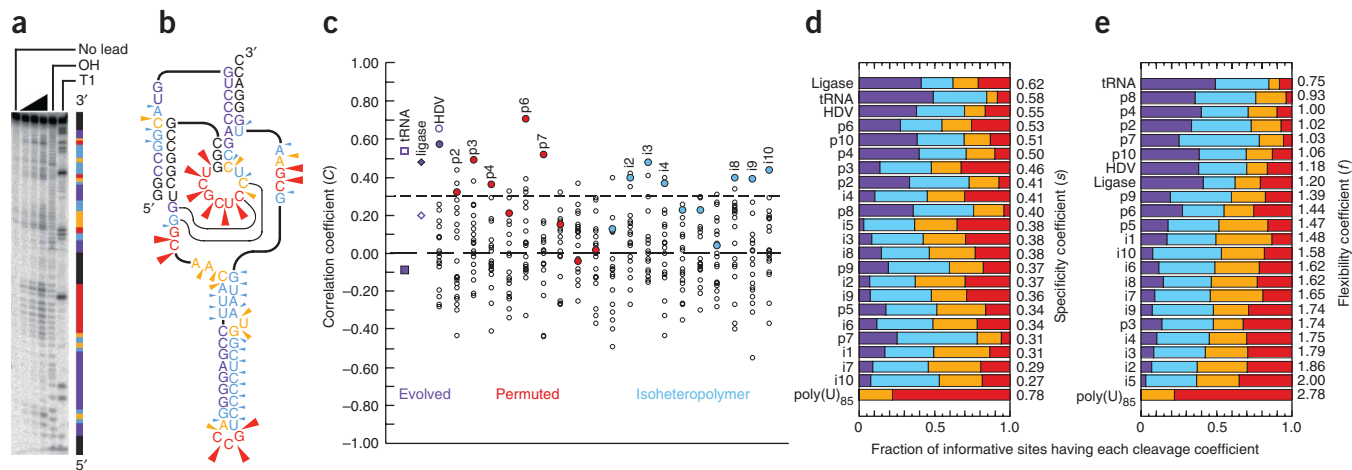 a
No lead
OH
T1
3′
5′
b
3′
5′
c
Correlation coefficient (C)
1.00
0.80
0.60
0.40
0.20
0.00
−0.20
−0.40
−0.60
−0.80
−1.00
tRNA
ligase
HDV
p2
p3
p4
p6
p7
i2
i3
i4
i8
i9
i10
Evolved
Permuted
Isoheteropolymer
d
Ligase 0.62
tRNA 0.58
HDV 0.55
p6 0.53
p10 0.51
p4 0.50
p3 0.46
p2 0.41
i4 0.41
p8 0.40
i5 0.38
i3 0.38
i8 0.38
p9 0.37
i2 0.37
i9 0.36
p5 0.34
i6 0.34
p7 0.31
i1 0.31
i7 0.29
i10 0.27
poly(U)85 0.78
0 0.5 1.0
Specificity coefficient (s)
e
tRNA 0.75
p8 0.93
p4 1.00
p2 1.02
p7 1.03
p10 1.06
HDV 1.18
Ligase 1.20
p9 1.39
p6 1.44
p5 1.47
i1 1.48
i10 1.58
i6 1.62
i8 1.62
i7 1.65
i9 1.74
p3 1.74
i4 1.75
i3 1.79
i2 1.86
i5 2.00
poly(U)85 2.78
0 0.5 1.0
Flexibility coefficient (f)
Fraction of informative sites having each cleavage coefficient